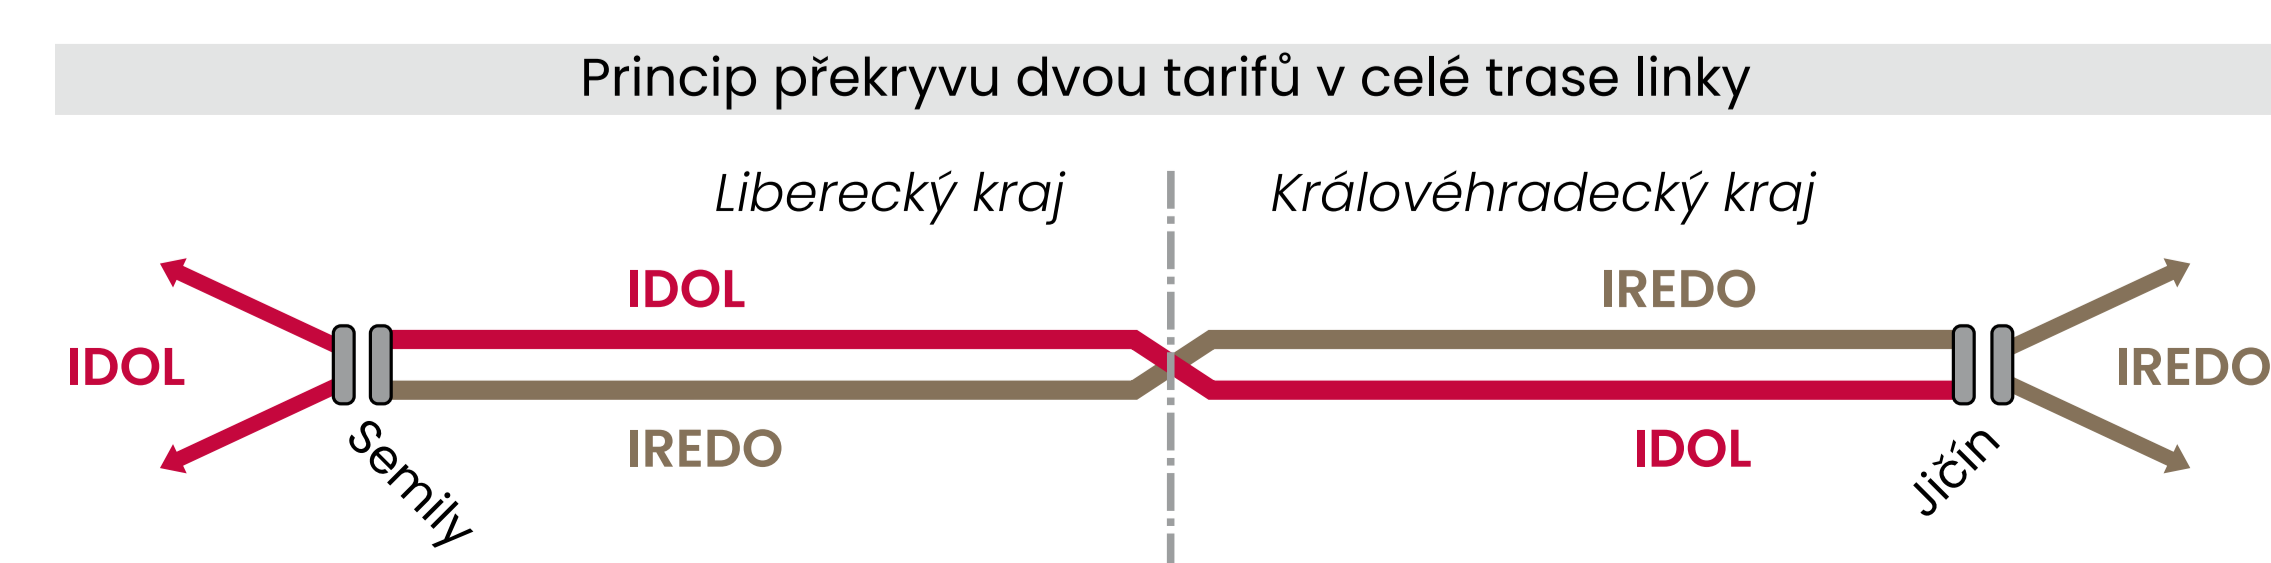 Princip překryvu dvou tarifů v celé trase linky
Liberecký kraj
Královéhradecký kraj
IDOL
IREDO
IDOL
IREDO
IREDO
IDOL
Semily
Jičín